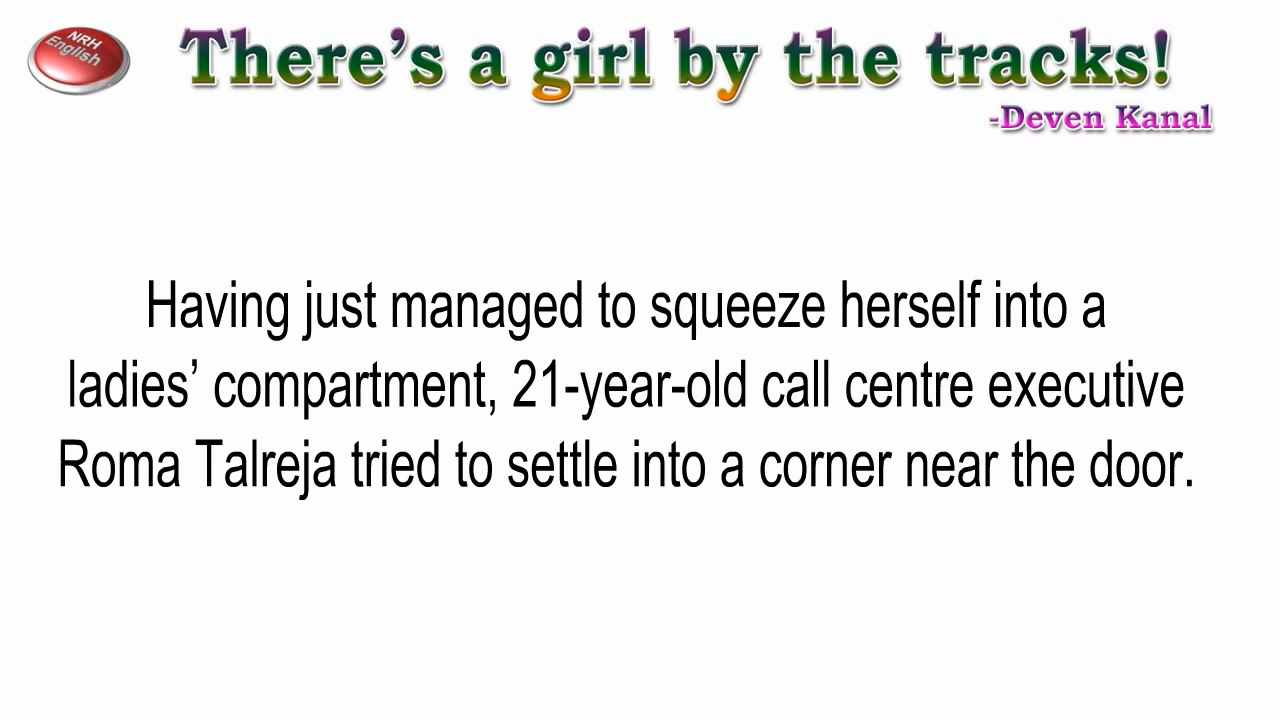 NRH
English
There’s a girl by the tracks!
-Deven Kanal
Having just managed to squeeze herself into a
ladies’ compartment, 21-year-old call centre executive
Roma Talreja tried to settle into a corner near the door.